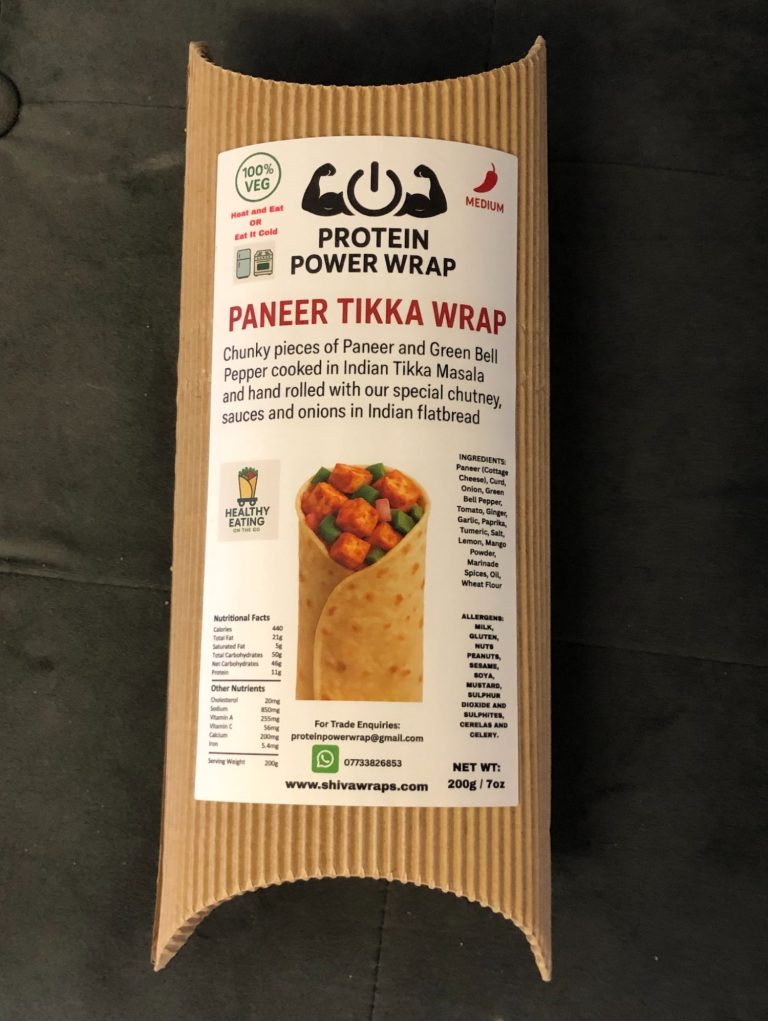 100%
VEG
Heat and Eat
OR
Eat It Cold
MEDIUM
PROTEIN
POWER WRAP
PANEER TIKKA WRAP
Chunky pieces of Paneer and Green Bell
Pepper cooked in Indian Tikka Masala
and hand rolled with our special chutney,
sauces and onions in Indian flatbread
HEALTHY
EATING
ON THE GO
INGREDIENTS:
Paneer (Cottage
Cheese), Curd,
Onion, Green
Bell Pepper,
Tomato, Ginger,
Garlic, Paprika,
Tumeric, Salt,
Lemon, Mango
Powder,
Marinade
Spices, Oil,
Wheat Flour
Nutritional Facts
Calories 440
Total Fat 21g
Saturated Fat 5g
Total Carbohydrates 50g
Net Carbohydrates 46g
Protein 11g
Other Nutrients
Cholesterol 20mg
Sodium 850mg
Vitamin A 255mg
Vitamin C 56mg
Calcium 200mg
Iron 5.4mg
Serving Weight 200g
ALLERGENS:
MILK,
GLUTEN,
NUTS
PEANUTS,
SESAME,
SOYA,
MUSTARD,
SULPHUR
DIOXIDE AND
SULPHITES,
CERELAS AND
CELERY.
For Trade Enquiries:
proteinpowerwrap@gmail.com
07733826853
www.shivawraps.com
NET WT:
200g / 7oz